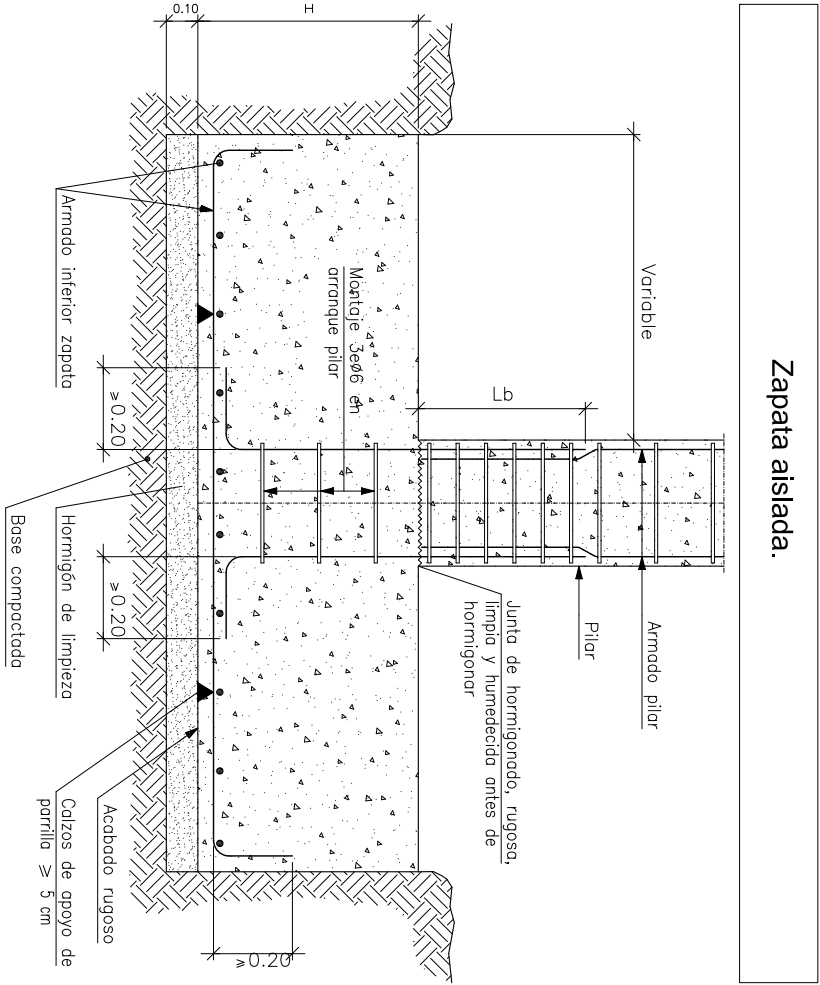 Zapata aislada.
Variable
Armado pilar
Pilar
Junta de hormigonado, rugosa,
limpia y humedecida antes de
hormigonar
Lb
H
0.10
Montaje 3eø6 en
arranque pilar
≥0.20
≥0.20
≥0.20
Armado inferior zapata
Hormigón de limpieza
Base compactada
Acabado rugoso
Calzos de apoyo de
parrilla ≥ 5 cm